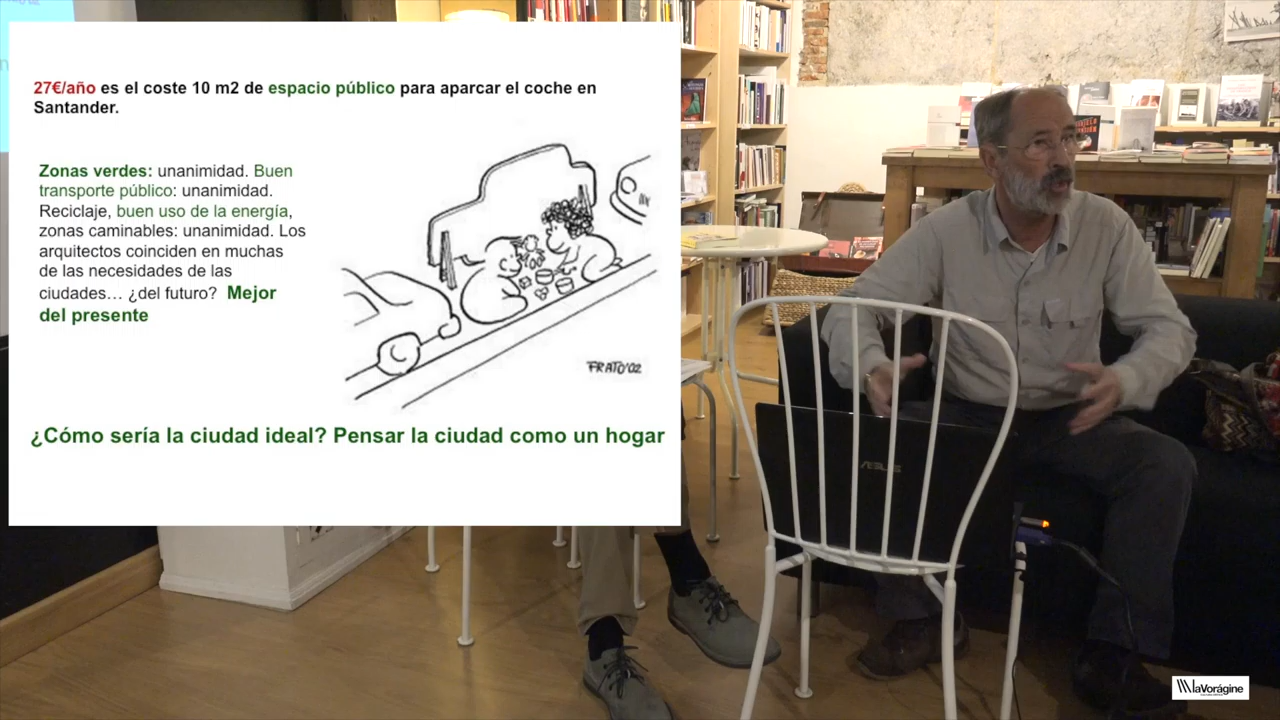 27€/año es el coste 10 m2 de espacio público para aparcar el coche en
Santander.
Zonas verdes: unanimidad. Buen
transporte público: unanimidad.
Reciclaje, buen uso de la energía,
zonas caminables: unanimidad. Los
arquitectos coinciden en muchas
de las necesidades de las
ciudades... ¿del futuro? Mejor
del presente
FRATO'02
¿Cómo sería la ciudad ideal? Pensar la ciudad como un hogar
ASUS
laVorágine